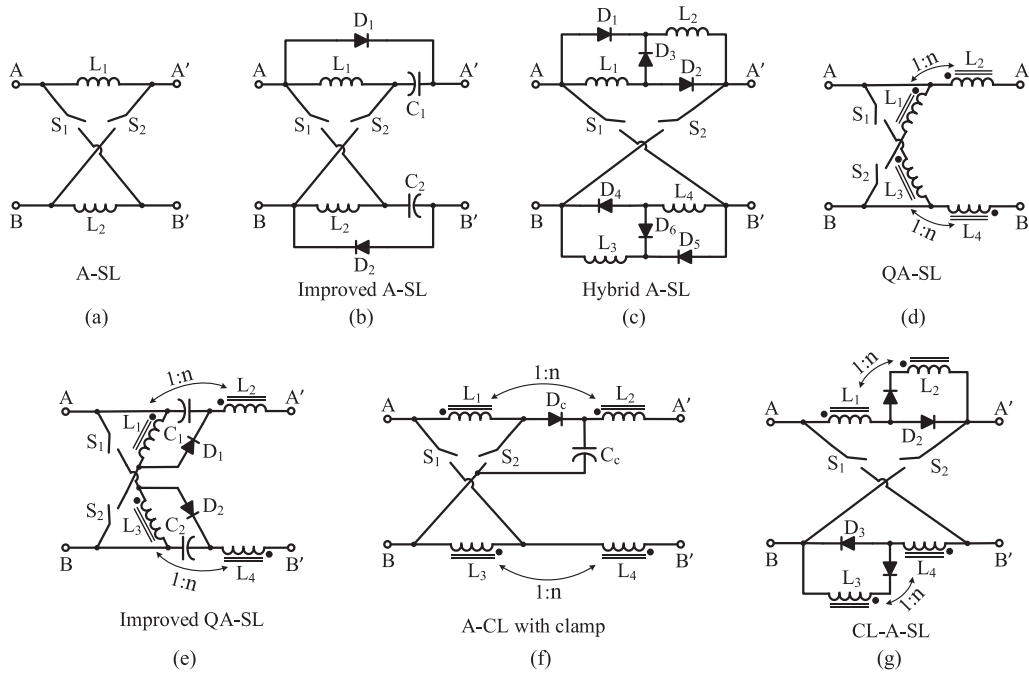 A
L₁
A′
S₁
S₂
B
L₂
B′
A-SL
(a)
D₁
A
L₁
A′
C₁
S₁
S₂
C₂
B
L₂
B′
D₂
Improved A-SL
(b)
D₁
L₂
D₃
A
L₁
D₂
A
S₁
S₂
D₄
L₄
B
B
D₆
L₃
D₅
Hybrid A-SL
(c)
1:n
L₂
A
A′
L₁
S₁
S₂
L₃
B
B′
1:n
L₄
QA-SL
(d)
1:n
L₂
A
A′
L₁
C₁
S₁
D₁
D₂
S₂
L₃
C₂
B
B′
1:n
L₄
Improved QA-SL
(e)
1:n
L₁
D꜀
L₂
A
A′
S₁
S₂
C꜀
B
B′
L₃
L₄
1:n
A-CL with clamp
(f)
1:n
L₂
L₁
A
A′
D₂
S₁
S₂
D₃
B
B′
L₃
L₄
1:n
CL-A-SL
(g)